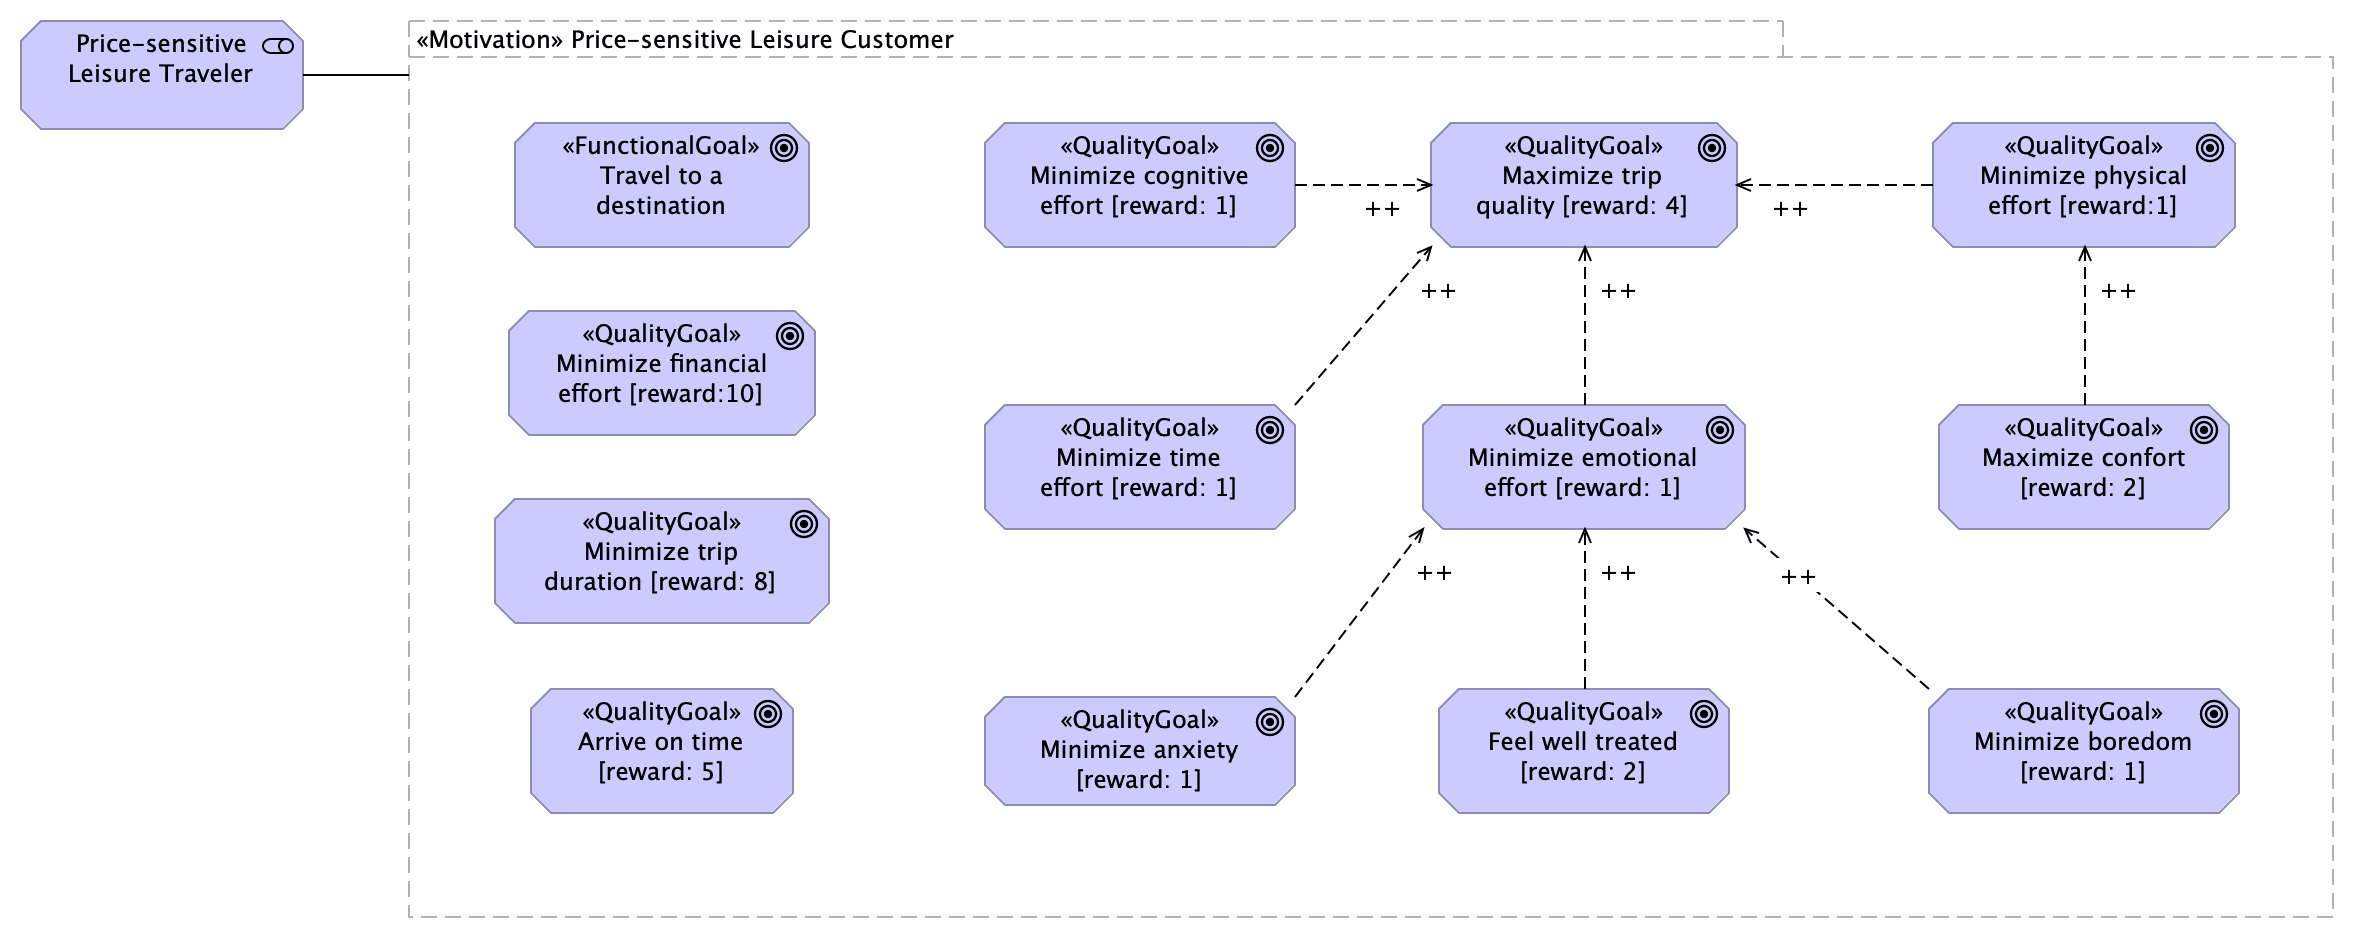 Price-sensitive
Leisure Traveler
«Motivation» Price-sensitive Leisure Customer
«FunctionalGoal»
Travel to a
destination
«QualityGoal»
Minimize cognitive
effort [reward: 1]
++
«QualityGoal»
Maximize trip
quality [reward: 4]
++
«QualityGoal»
Minimize physical
effort [reward:1]
++
++
++
«QualityGoal»
Minimize financial
effort [reward:10]
«QualityGoal»
Minimize time
effort [reward: 1]
«QualityGoal»
Minimize emotional
effort [reward: 1]
«QualityGoal»
Maximize confort
[reward: 2]
«QualityGoal»
Minimize trip
duration [reward: 8]
++
++
++
«QualityGoal»
Arrive on time
[reward: 5]
«QualityGoal»
Minimize anxiety
[reward: 1]
«QualityGoal»
Feel well treated
[reward: 2]
«QualityGoal»
Minimize boredom
[reward: 1]